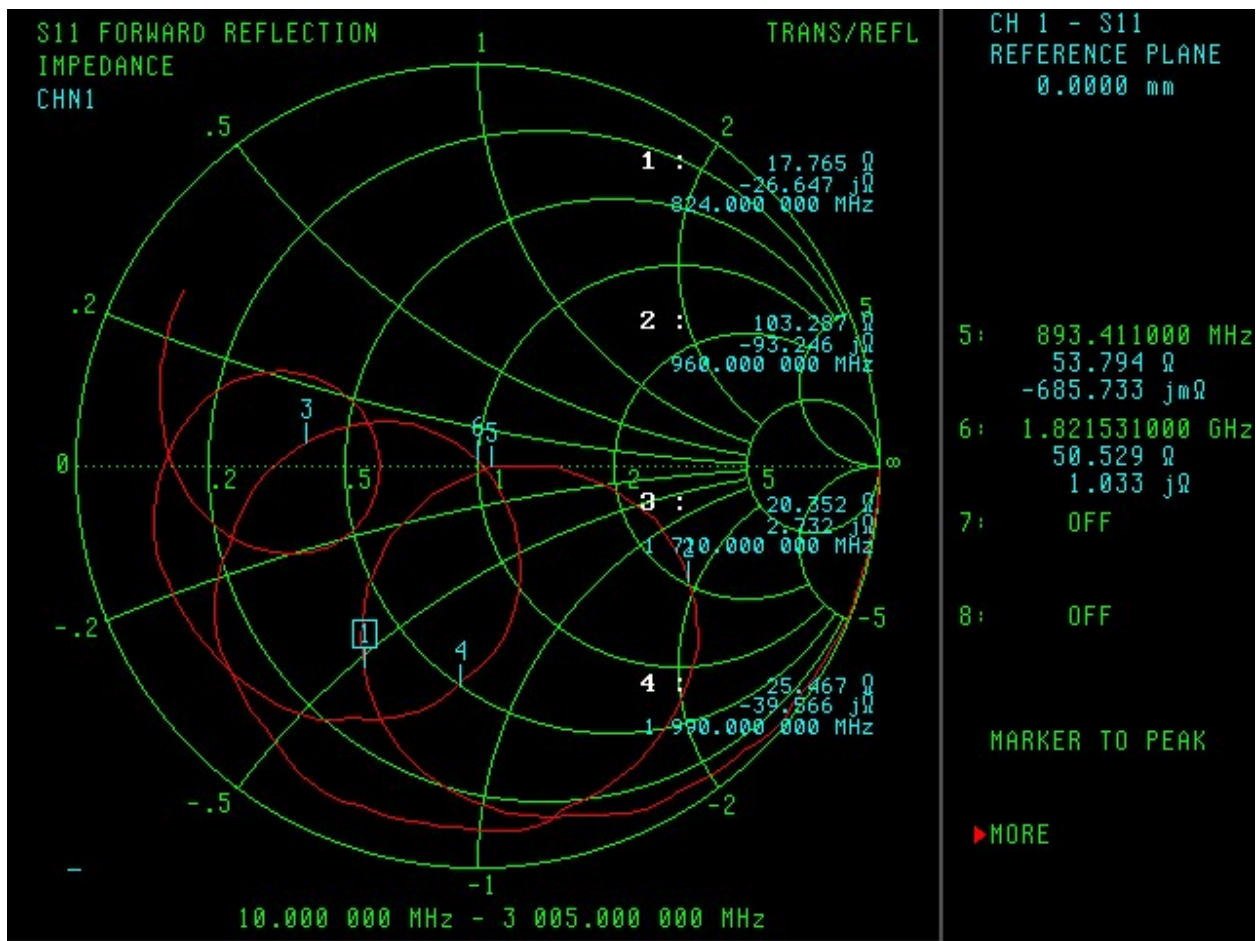 S11 FORWARD REFLECTION
TRANS/REFL
IMPEDANCE
CHN1
1
.5
2
.2
5
0
.2
.5
1
2
5
∞
-.2
-5
-.5
-2
-1
1 :
17.765 Ω
-26.647 jΩ
824.000 000 MHz
2 :
103.287 Ω
-93.246 jΩ
960.000 000 MHz
3 :
20.352 Ω
2.732 jΩ
1 710.000 000 MHz
4 :
25.467 Ω
-39.566 jΩ
1 990.000 000 MHz
3
6
5
2
1
4
10.000 000 MHz - 3 005.000 000 MHz
CH 1 - S11
REFERENCE PLANE
0.0000 mm
5: 893.411000 MHz
53.794 Ω
-685.733 jmΩ
6: 1.821531000 GHz
50.529 Ω
1.033 jΩ
7: OFF
8: OFF
MARKER TO PEAK
MORE